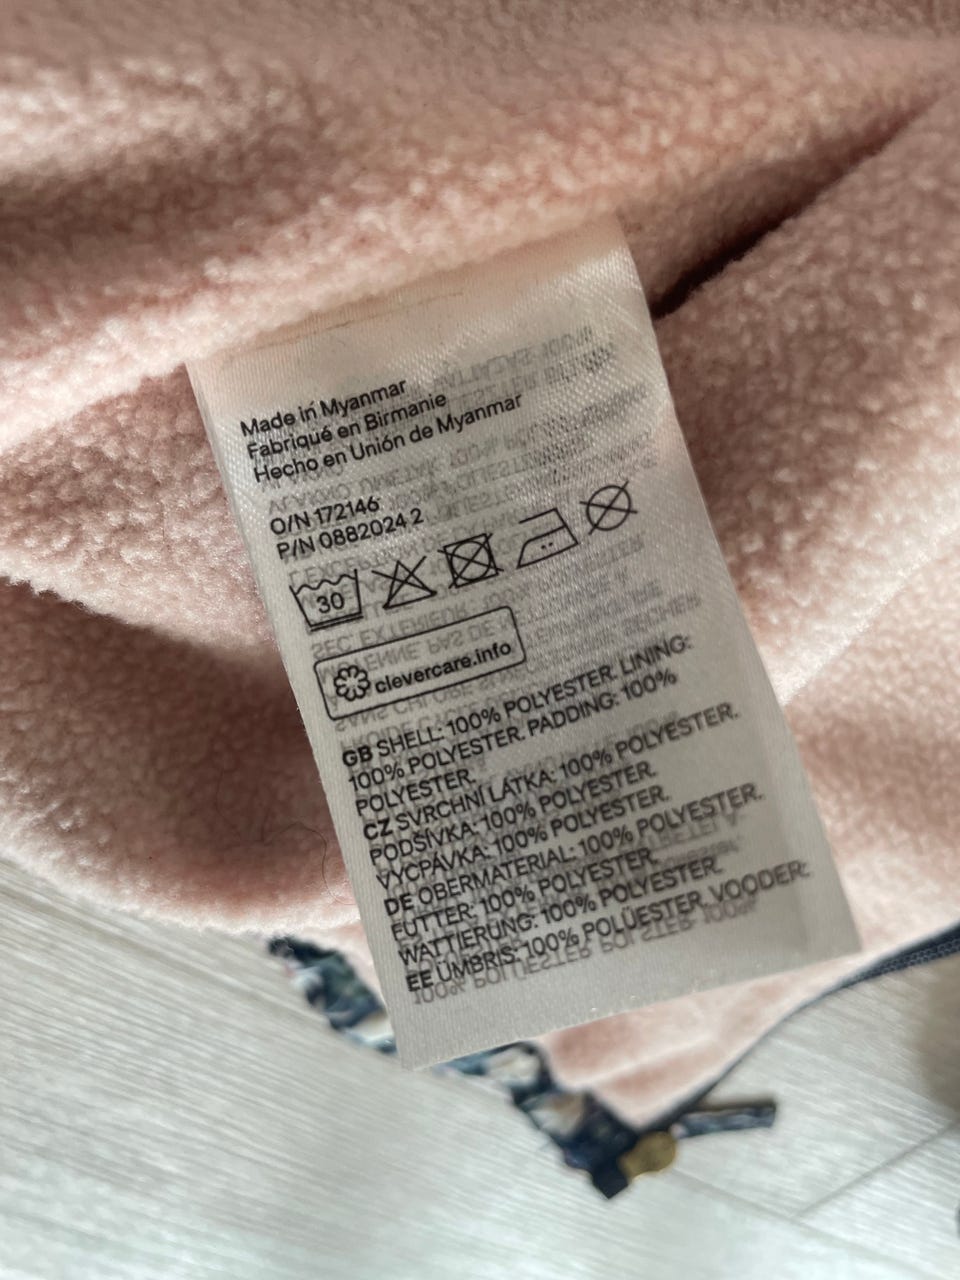 Made in Myanmar
Fabriqué en Birmanie
Hecho en Unión de Myanmar
O/N 172146
P/N 0882024 2
30
clevercare.info
GB SHELL: 100% POLYESTER. LINING:
100% POLYESTER. PADDING: 100%
POLYESTER.
CZ SVRCHNÍ LÁTKA: 100% POLYESTER.
PODŠÍVKA: 100% POLYESTER.
VÝCPÁVKA: 100% POLYESTER.
DE OBERMATERIAL: 100% POLYESTER.
FUTTER: 100% POLYESTER.
WATTIERUNG: 100% POLYESTER.
EE ÜMBRIS: 100% POLÜESTER. VOODER: